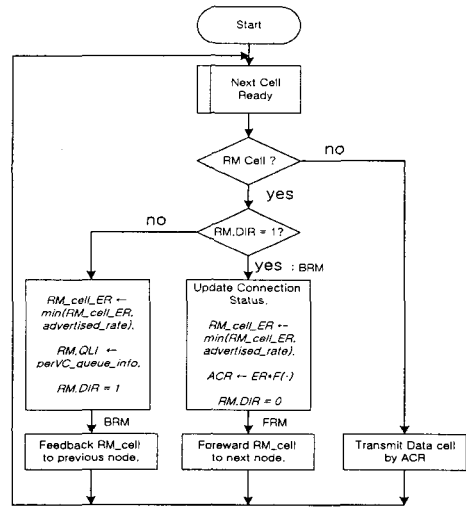 Start
Next Cell
Ready
RM Cell ?
no
yes
RM.DIR = 1?
no
yes : BRM
RM_cell_ER ←
min(RM_cell_ER,
advertised_rate),
RM.QLI ←
perVC_queue_info,
RM.DIR = 1
Update Connection
Status,
RM_cell_ER ←
min(RM_cell_ER,
advertised_rate),
ACR ← ER*F(·)
RM.DIR = 0
BRM
FRM
Feedback RM_cell
to previous node,
Foreward RM_cell
to next node,
Transmit Data cell
by ACR